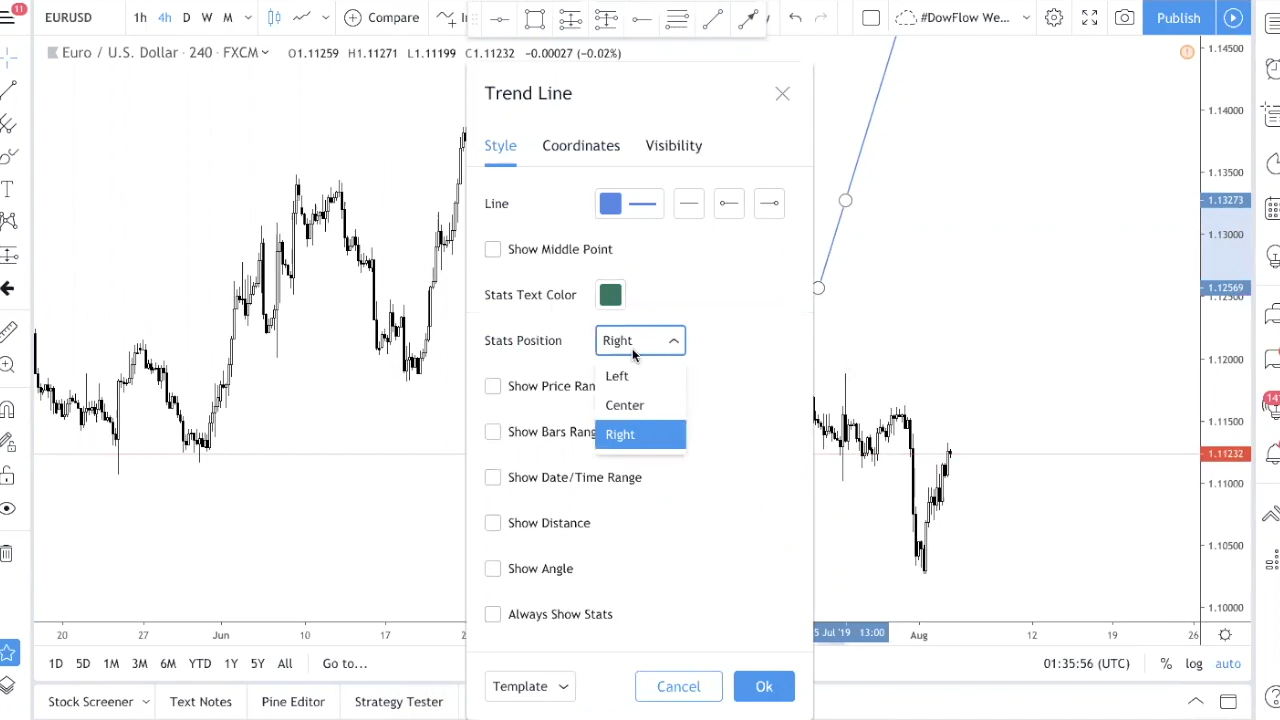 11
EURUSD 1h 4h D W M Compare #DowFlow We... Publish
Euro / U.S. Dollar · 240 · FXCM O1.11259 H1.11271 L1.11199 C1.11232 -0.00027 (-0.02%)
Trend Line
Style Coordinates Visibility
Line
Show Middle Point
Stats Text Color
Stats Position Right
Left
Center
Right
Show Price Ran
Show Bars Rang
Show Date/Time Range
Show Distance
Show Angle
Always Show Stats
Template Cancel Ok
1.14500
1.14000
1.13500
1.13273
1.13000
1.12569
1.12500
1.12000
1.11500
1.11232
1.11000
1.10500
1.10000
20 27 Jun 10 17 2 5 Jul '19 13:00 Aug 12 19 26
1D 5D 1M 3M 6M YTD 1Y 5Y All Go to... 01:35:56 (UTC) % log auto
Stock Screener Text Notes Pine Editor Strategy Tester